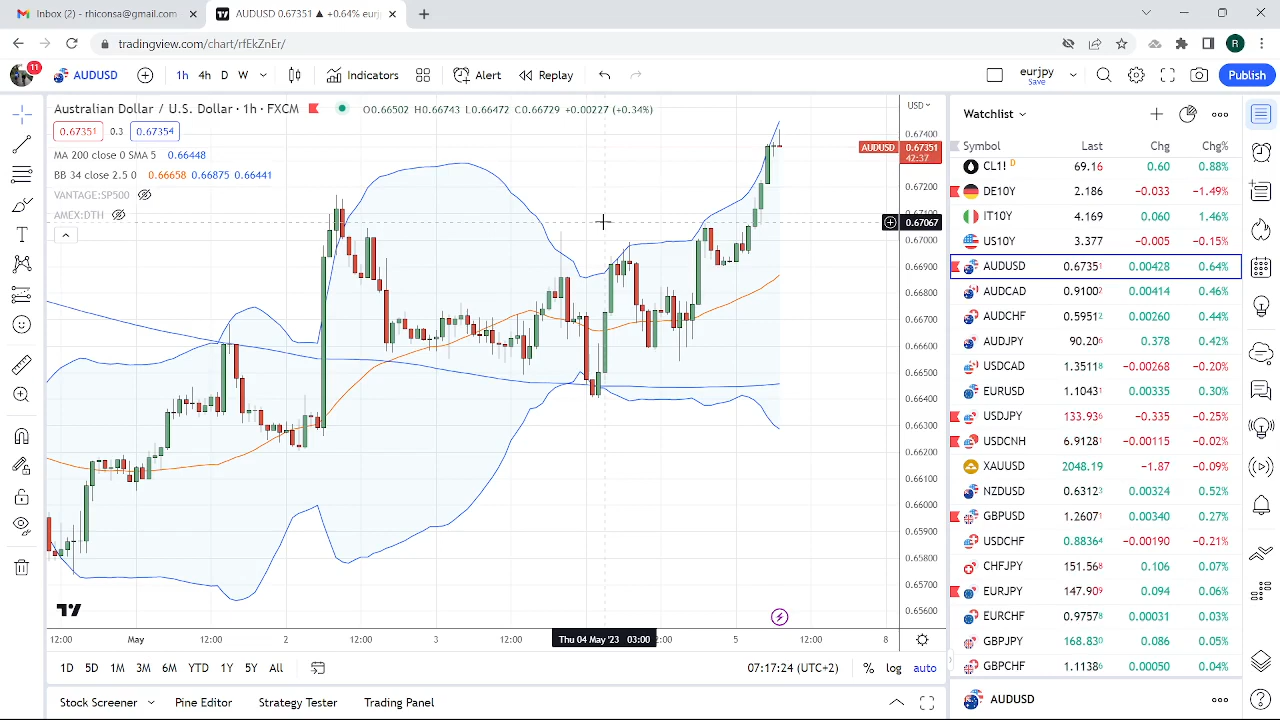 Inbox (2) - rhiconsa@gmail.com
AUDUSD 0.67351 ▲ +0.64% eurj
tradingview.com/chart/rfEkZnEr/
R
11
AUDUSD 1h 4h D W Indicators Alert Replay eurjpy Save Publish
Australian Dollar / U.S. Dollar · 1h · FXCM O0.66502 H0.66743 L0.66472 C0.66729 +0.00227 (+0.34%)
0.67351 0.3 0.67354
MA 200 close 0 SMA 5 0.66448
BB 34 close 2.5 0 0.66658 0.66875 0.66441
VANTAGE:SP500
AMEX:DTH
USD
0.67400
AUDUSD 0.67351
42:37
0.67200
0.67067
0.67000
0.66900
0.66800
0.66700
0.66600
0.66500
0.66400
0.66300
0.66200
0.66100
0.66000
0.65900
0.65800
0.65700
0.65600
12:00 May 12:00 2 12:00 3 12:00 Thu 04 May '23 03:00 2:00 5 12:00 8
1D 5D 1M 3M 6M YTD 1Y 5Y All 07:17:24 (UTC+2) % log auto
Stock Screener Pine Editor Strategy Tester Trading Panel
Watchlist
Symbol Last Chg Chg%
CL1! D 69.16 0.60 0.88%
DE10Y 2.186 −0.033 −1.49%
IT10Y 4.169 0.060 1.46%
US10Y 3.377 −0.005 −0.15%
AUDUSD 0.67351 0.00428 0.64%
AUDCAD 0.91002 0.00414 0.46%
AUDCHF 0.59512 0.00260 0.44%
AUDJPY 90.206 0.378 0.42%
USDCAD 1.35118 −0.00268 −0.20%
EURUSD 1.10431 0.00335 0.30%
USDJPY 133.936 −0.335 −0.25%
USDCNH 6.91281 −0.00115 −0.02%
XAUUSD 2048.19 −1.87 −0.09%
NZDUSD 0.63123 0.00324 0.52%
GBPUSD 1.26071 0.00340 0.27%
USDCHF 0.88364 −0.00190 −0.21%
CHFJPY 151.568 0.106 0.07%
EURJPY 147.909 0.094 0.06%
EURCHF 0.97578 0.00031 0.03%
GBPJPY 168.830 0.086 0.05%
GBPCHF 1.11386 0.00050 0.04%
AUDUSD